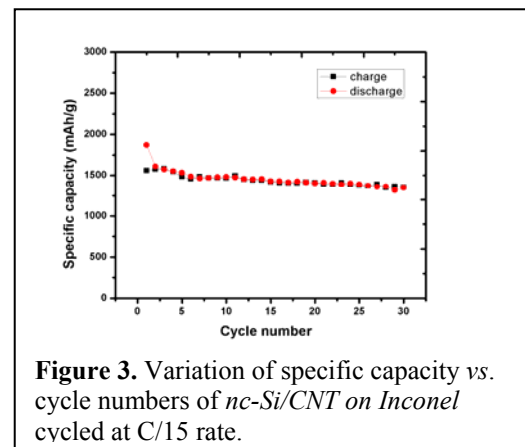 3000
2500
2000
1500
1000
500
0
Specific capacity (mAh/g)
charge
discharge
0 5 10 15 20 25 30
Cycle number
Figure 3. Variation of specific capacity vs.
cycle numbers of nc-Si/CNT on Inconel
cycled at C/15 rate.